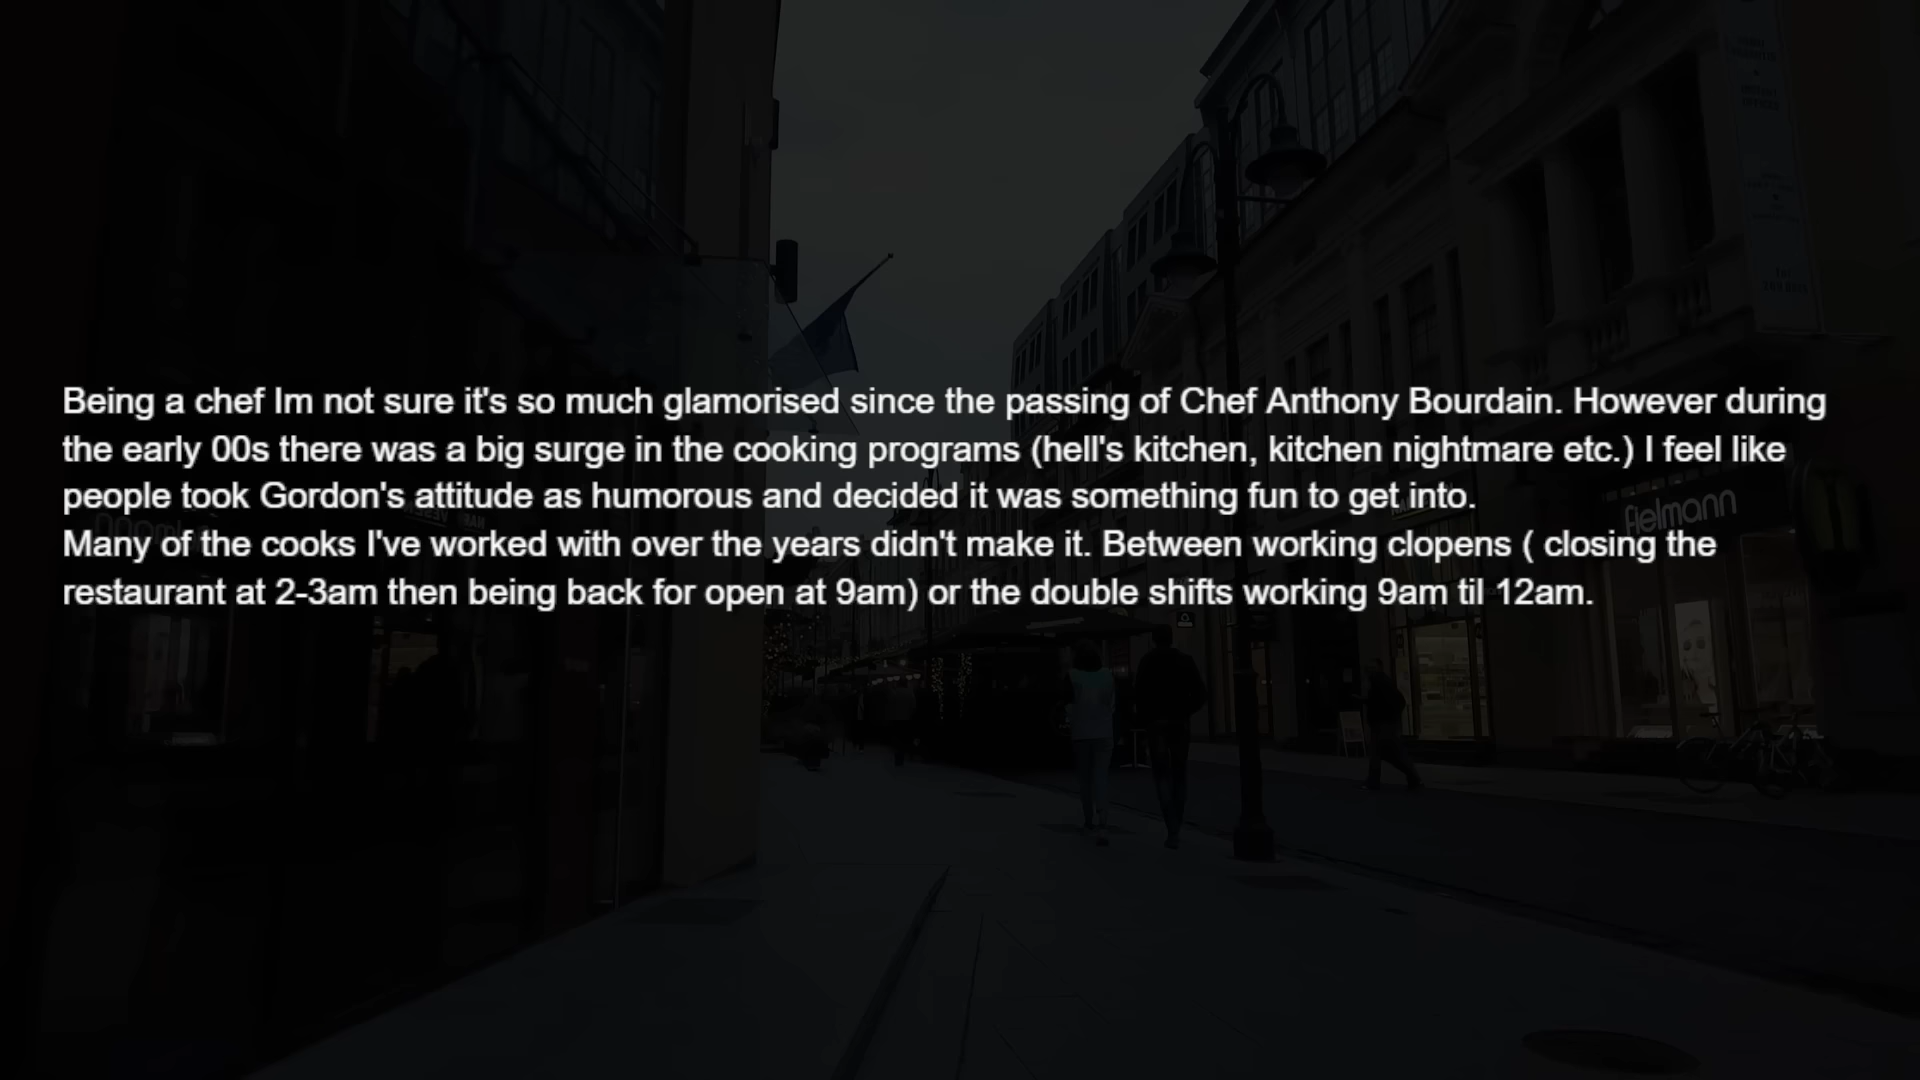 Being a chef Im not sure it's so much glamorised since the passing of Chef Anthony Bourdain. However during
the early 00s there was a big surge in the cooking programs (hell's kitchen, kitchen nightmare etc.) I feel like
people took Gordon's attitude as humorous and decided it was something fun to get into.
Many of the cooks I've worked with over the years didn't make it. Between working clopens ( closing the
restaurant at 2-3am then being back for open at 9am) or the double shifts working 9am til 12am.
fielmann